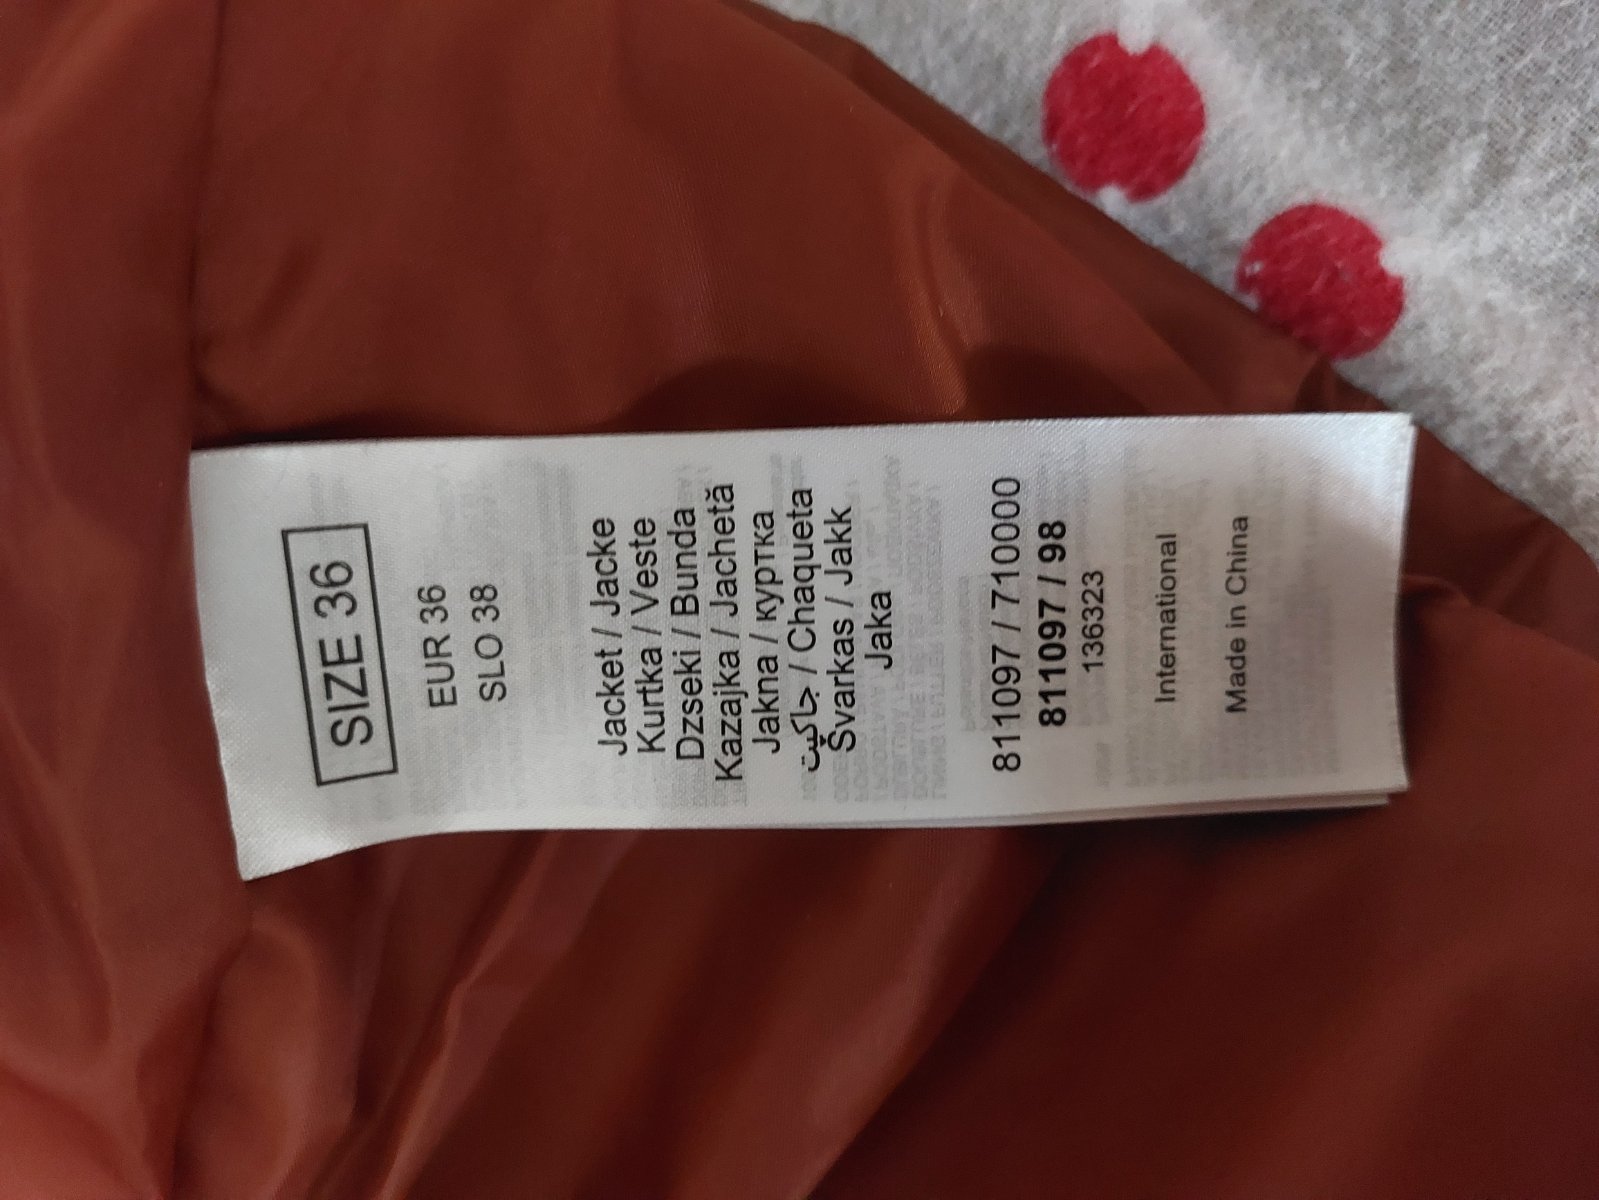 SIZE 36
EUR 36
SLO 38
Jacket / Jacke
Kurtka / Veste
Dzseki / Bunda
Kazajka / Jachetă
Jakna / куртка
جاكيت / Chaqueta
Švarkas / Jakk
Jaka
811097 / 710000
811097 / 98
136323
International
Made in China